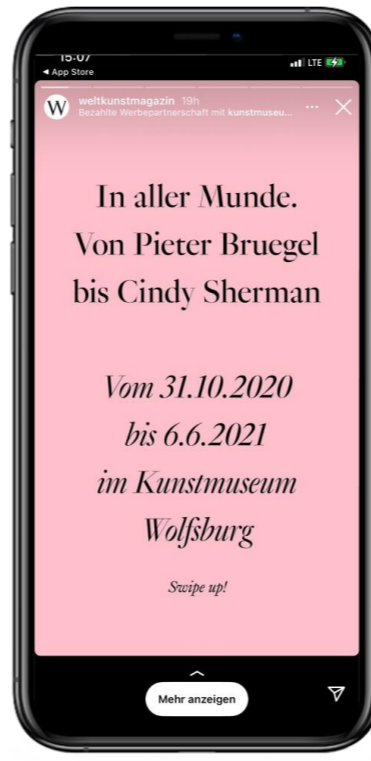 15:07
◀ App Store
LTE
W
weltkunstmagazin 19h
Bezahlte Werbepartnerschaft mit kunstmuseu...
In aller Munde.
Von Pieter Bruegel
bis Cindy Sherman
Vom 31.10.2020
bis 6.6.2021
im Kunstmuseum
Wolfsburg
Swipe up!
Mehr anzeigen